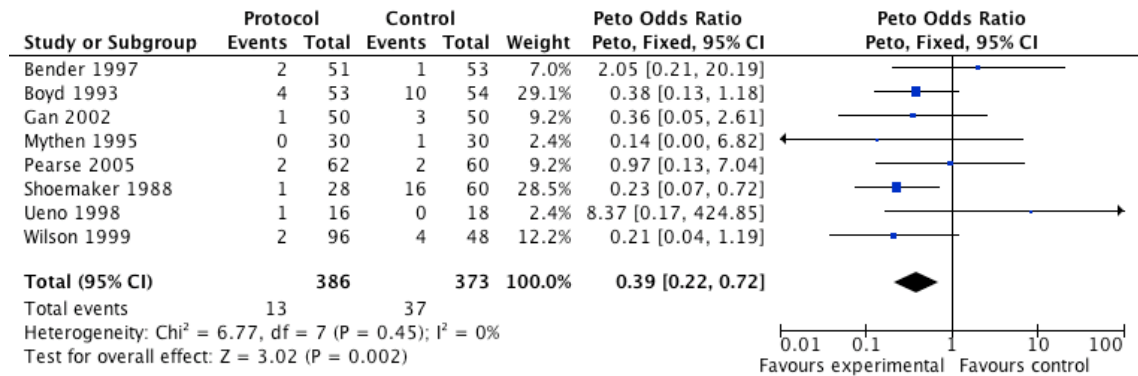 Protocol Control Peto Odds Ratio Peto Odds Ratio
Study or Subgroup Events Total Events Total Weight Peto, Fixed, 95% CI Peto, Fixed, 95% CI
Bender 1997 2 51 1 53 7.0% 2.05 [0.21, 20.19]
Boyd 1993 4 53 10 54 29.1% 0.38 [0.13, 1.18]
Gan 2002 1 50 3 50 9.2% 0.36 [0.05, 2.61]
Mythen 1995 0 30 1 30 2.4% 0.14 [0.00, 6.82]
Pearse 2005 2 62 2 60 9.2% 0.97 [0.13, 7.04]
Shoemaker 1988 1 28 16 60 28.5% 0.23 [0.07, 0.72]
Ueno 1998 1 16 0 18 2.4% 8.37 [0.17, 424.85]
Wilson 1999 2 96 4 48 12.2% 0.21 [0.04, 1.19]
Total (95% CI) 386 373 100.0% 0.39 [0.22, 0.72]
Total events 13 37
Heterogeneity: Chi² = 6.77, df = 7 (P = 0.45); I² = 0%
Test for overall effect: Z = 3.02 (P = 0.002)
0.01 0.1 1 10 100
Favours experimental Favours control